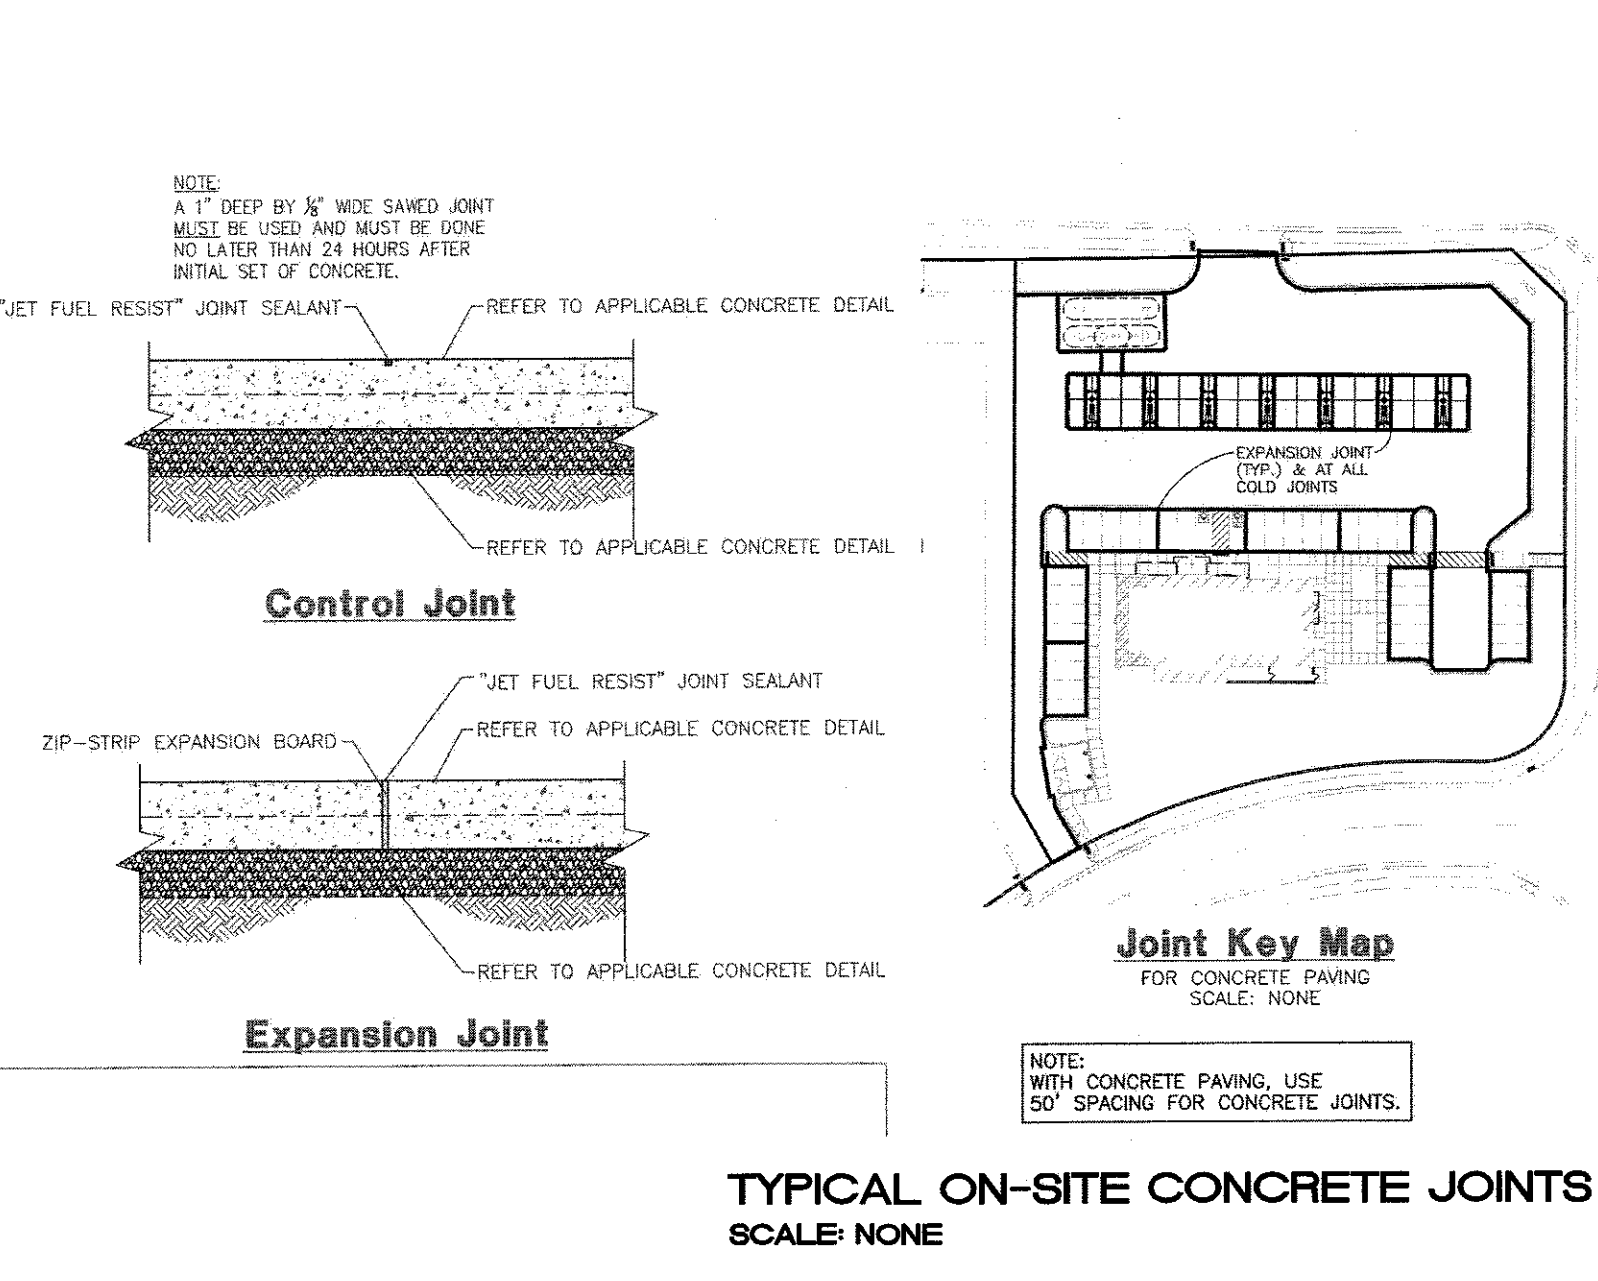 NOTE:
A 1" DEEP BY ⅛" WIDE SAWED JOINT
MUST BE USED AND MUST BE DONE
NO LATER THAN 24 HOURS AFTER
INITIAL SET OF CONCRETE.
"JET FUEL RESIST" JOINT SEALANT
REFER TO APPLICABLE CONCRETE DETAIL
REFER TO APPLICABLE CONCRETE DETAIL
Control Joint
"JET FUEL RESIST" JOINT SEALANT
REFER TO APPLICABLE CONCRETE DETAIL
ZIP-STRIP EXPANSION BOARD
REFER TO APPLICABLE CONCRETE DETAIL
Expansion Joint
EXPANSION JOINT
(TYP.) & AT ALL
COLD JOINTS
Joint Key Map
FOR CONCRETE PAVING
SCALE: NONE
NOTE:
WITH CONCRETE PAVING, USE
50' SPACING FOR CONCRETE JOINTS.
TYPICAL ON-SITE CONCRETE JOINTS
SCALE: NONE